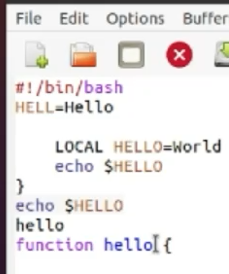 File Edit Options Buffer
#!/bin/bash
HELL=Hello
LOCAL HELLO=World
echo $HELLO
}
echo $HELLO
hello
function hello {